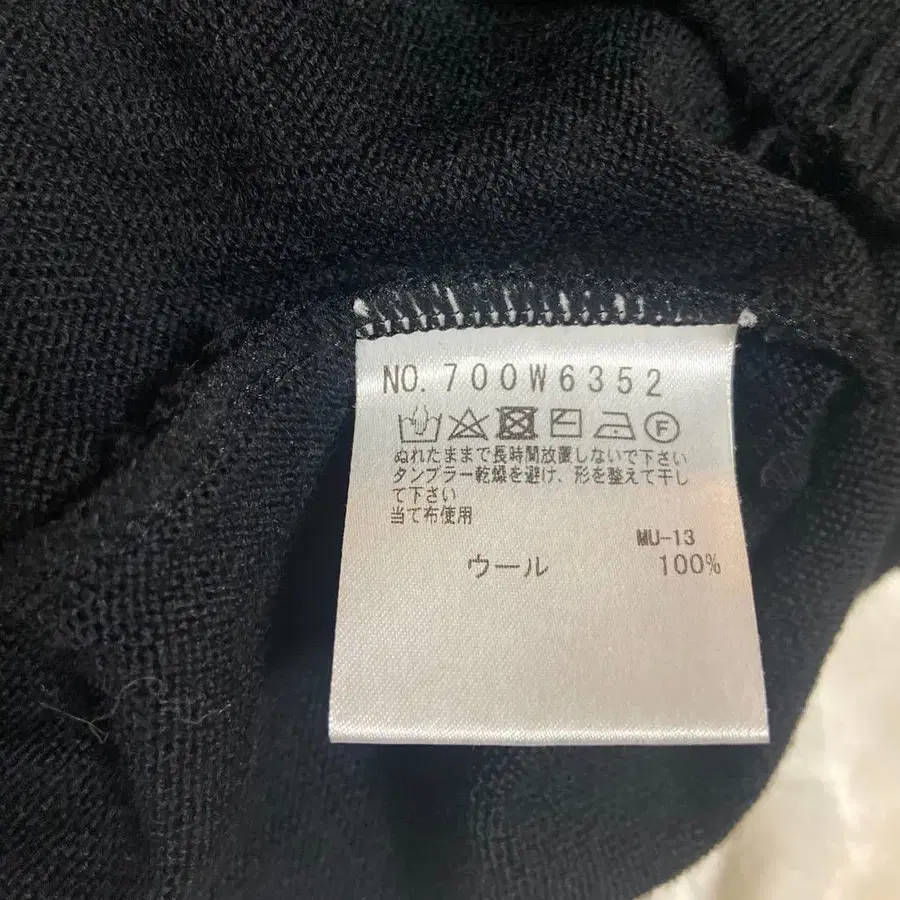 NO. 700W6352
F
ぬれたままで長時間放置しないで下さい
タンブラー乾燥を避け、形を整えて干し
て下さい
当て布使用
MU-13
ウール 100%